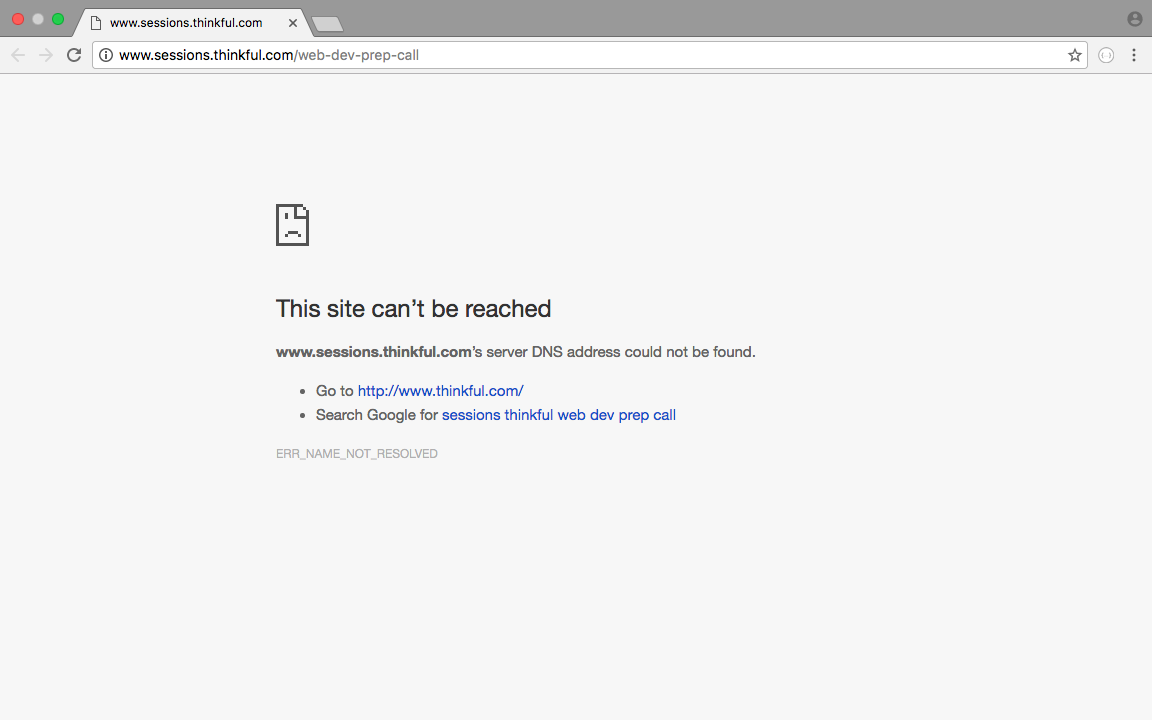 www.sessions.thinkful.com
www.sessions.thinkful.com/web-dev-prep-call
This site can’t be reached
www.sessions.thinkful.com’s server DNS address could not be found.
• Go to http://www.thinkful.com/
• Search Google for sessions thinkful web dev prep call
ERR_NAME_NOT_RESOLVED